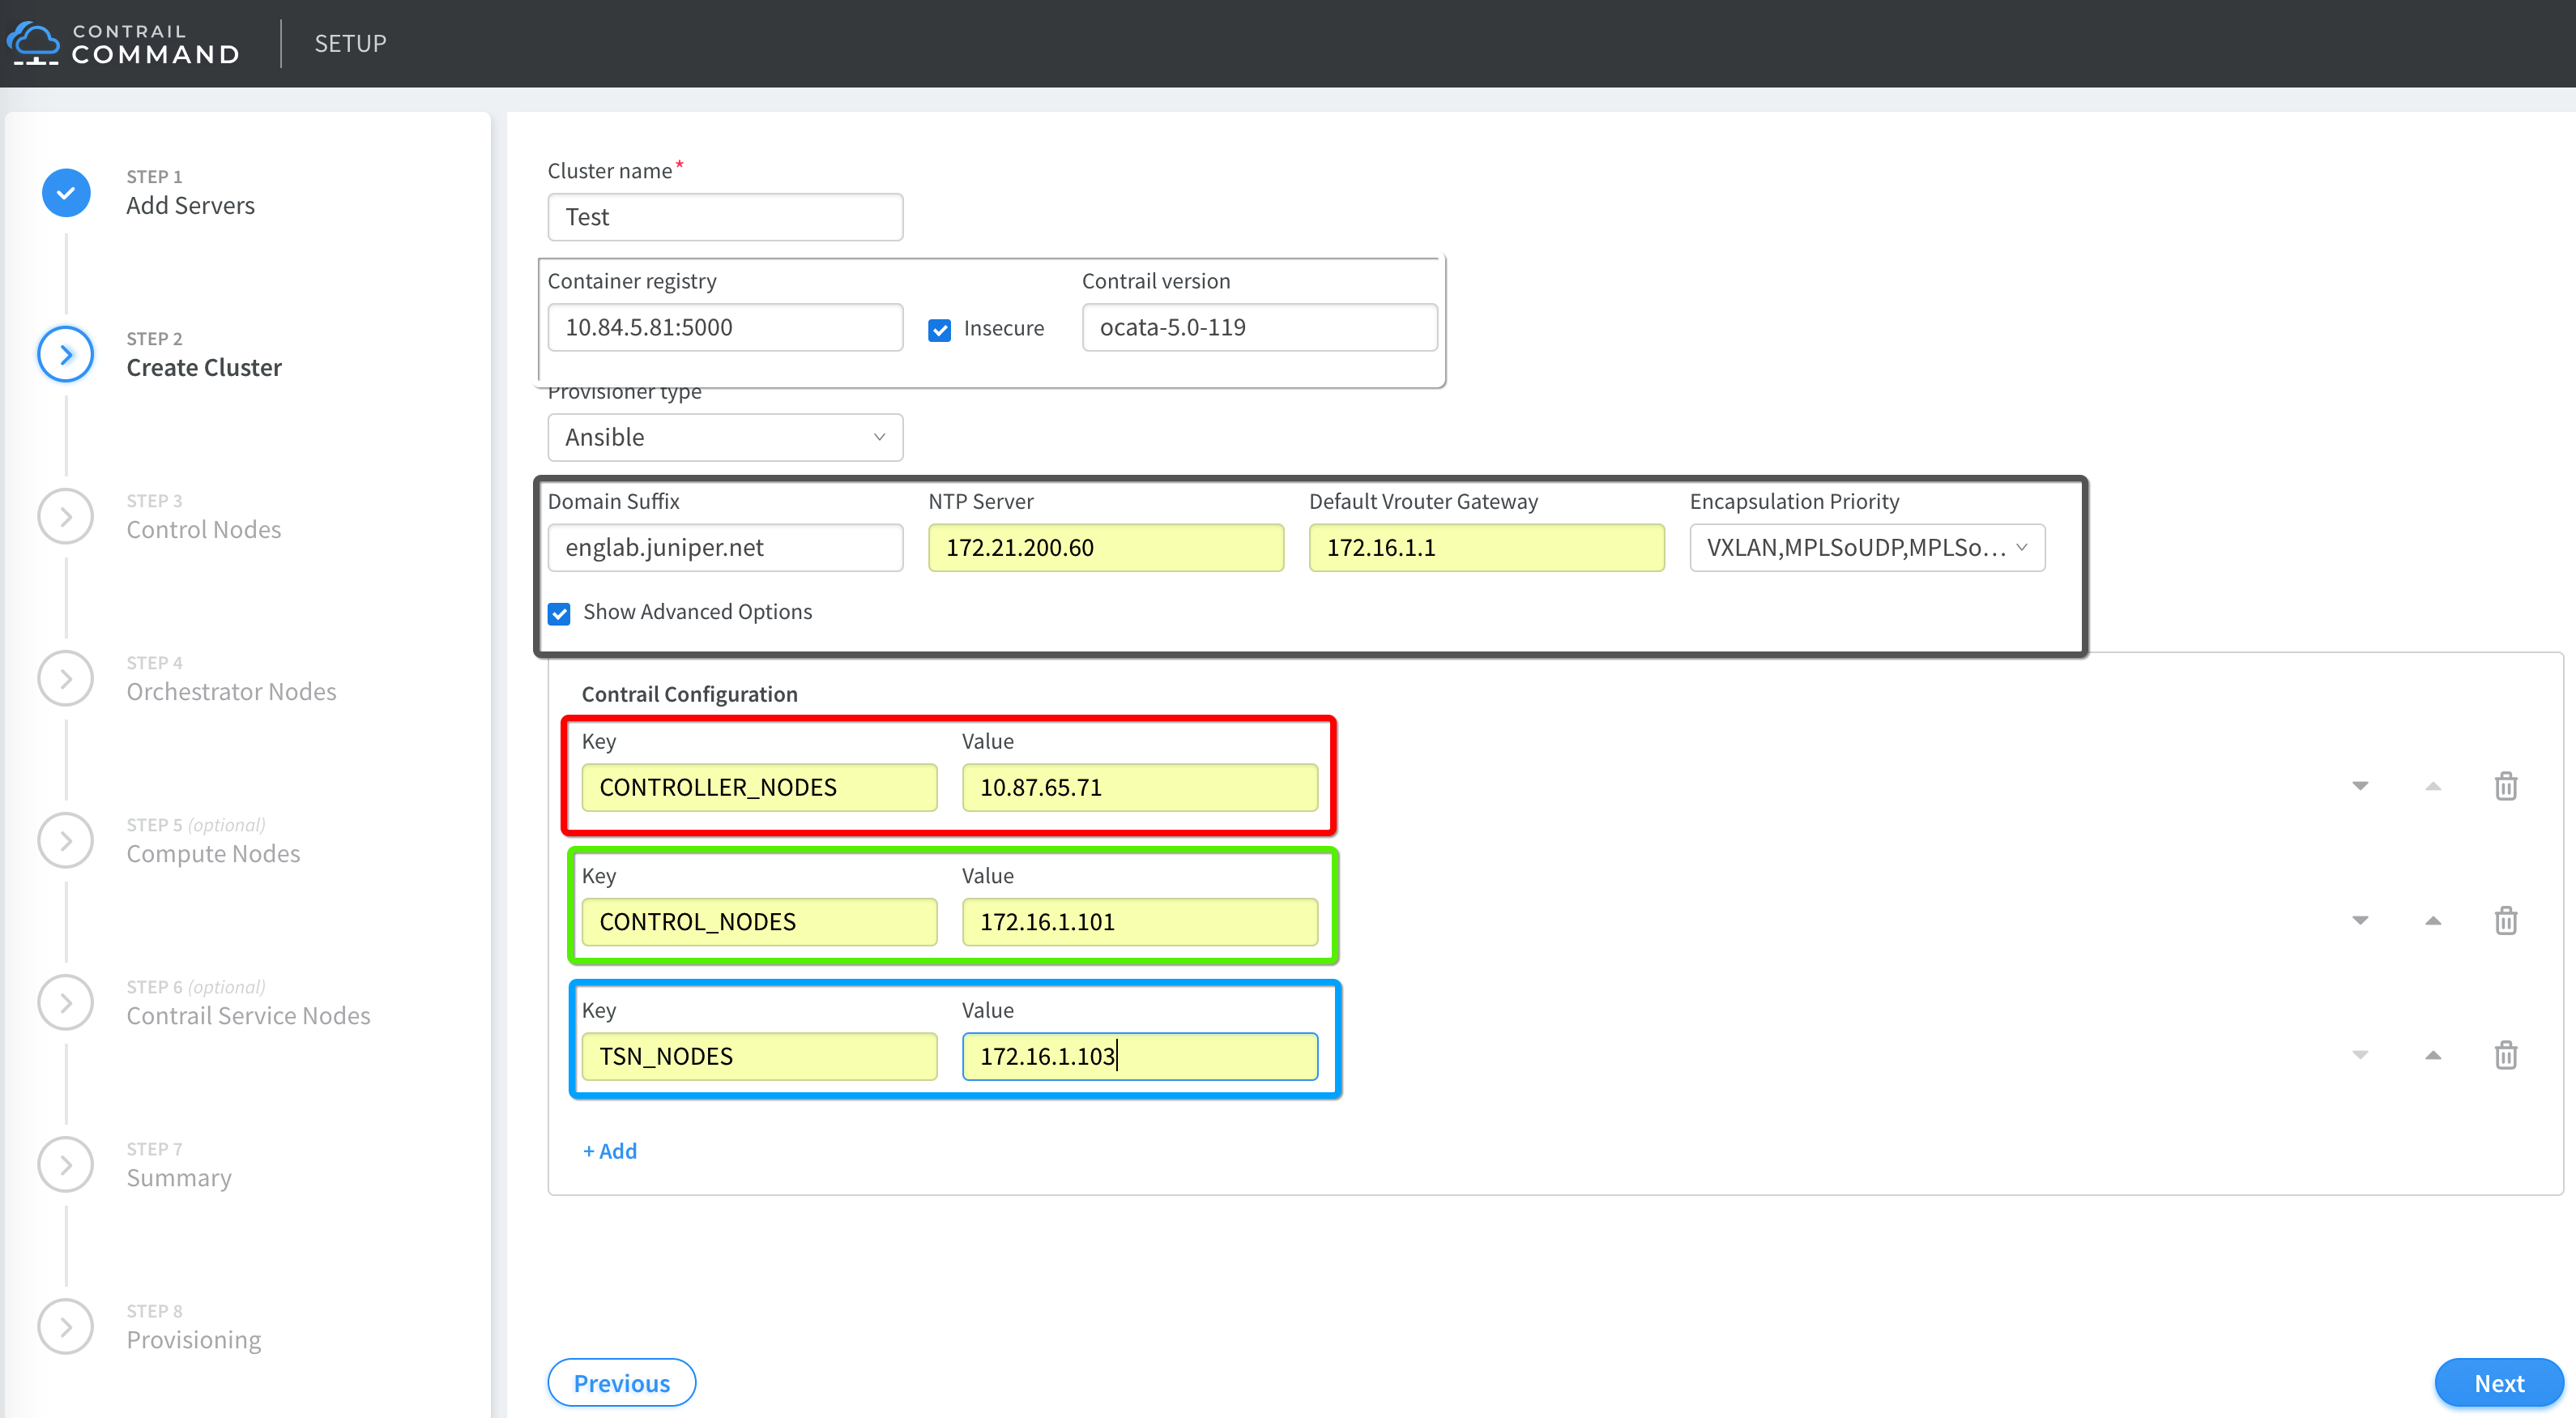 CONTRAIL
COMMAND
SETUP
STEP 1
Add Servers
STEP 2
Create Cluster
STEP 3
Control Nodes
STEP 4
Orchestrator Nodes
STEP 5 (optional)
Compute Nodes
STEP 6 (optional)
Contrail Service Nodes
STEP 7
Summary
STEP 8
Provisioning
Cluster name*
Test
Container registry Contrail version
10.84.5.81:5000 Insecure ocata-5.0-119
Provisioner type
Ansible
Domain Suffix NTP Server Default Vrouter Gateway Encapsulation Priority
englab.juniper.net 172.21.200.60 172.16.1.1 VXLAN,MPLSoUDP,MPLSo...
Show Advanced Options
Contrail Configuration
Key Value
CONTROLLER_NODES 10.87.65.71
Key Value
CONTROL_NODES 172.16.1.101
Key Value
TSN_NODES 172.16.1.103
+ Add
Previous Next